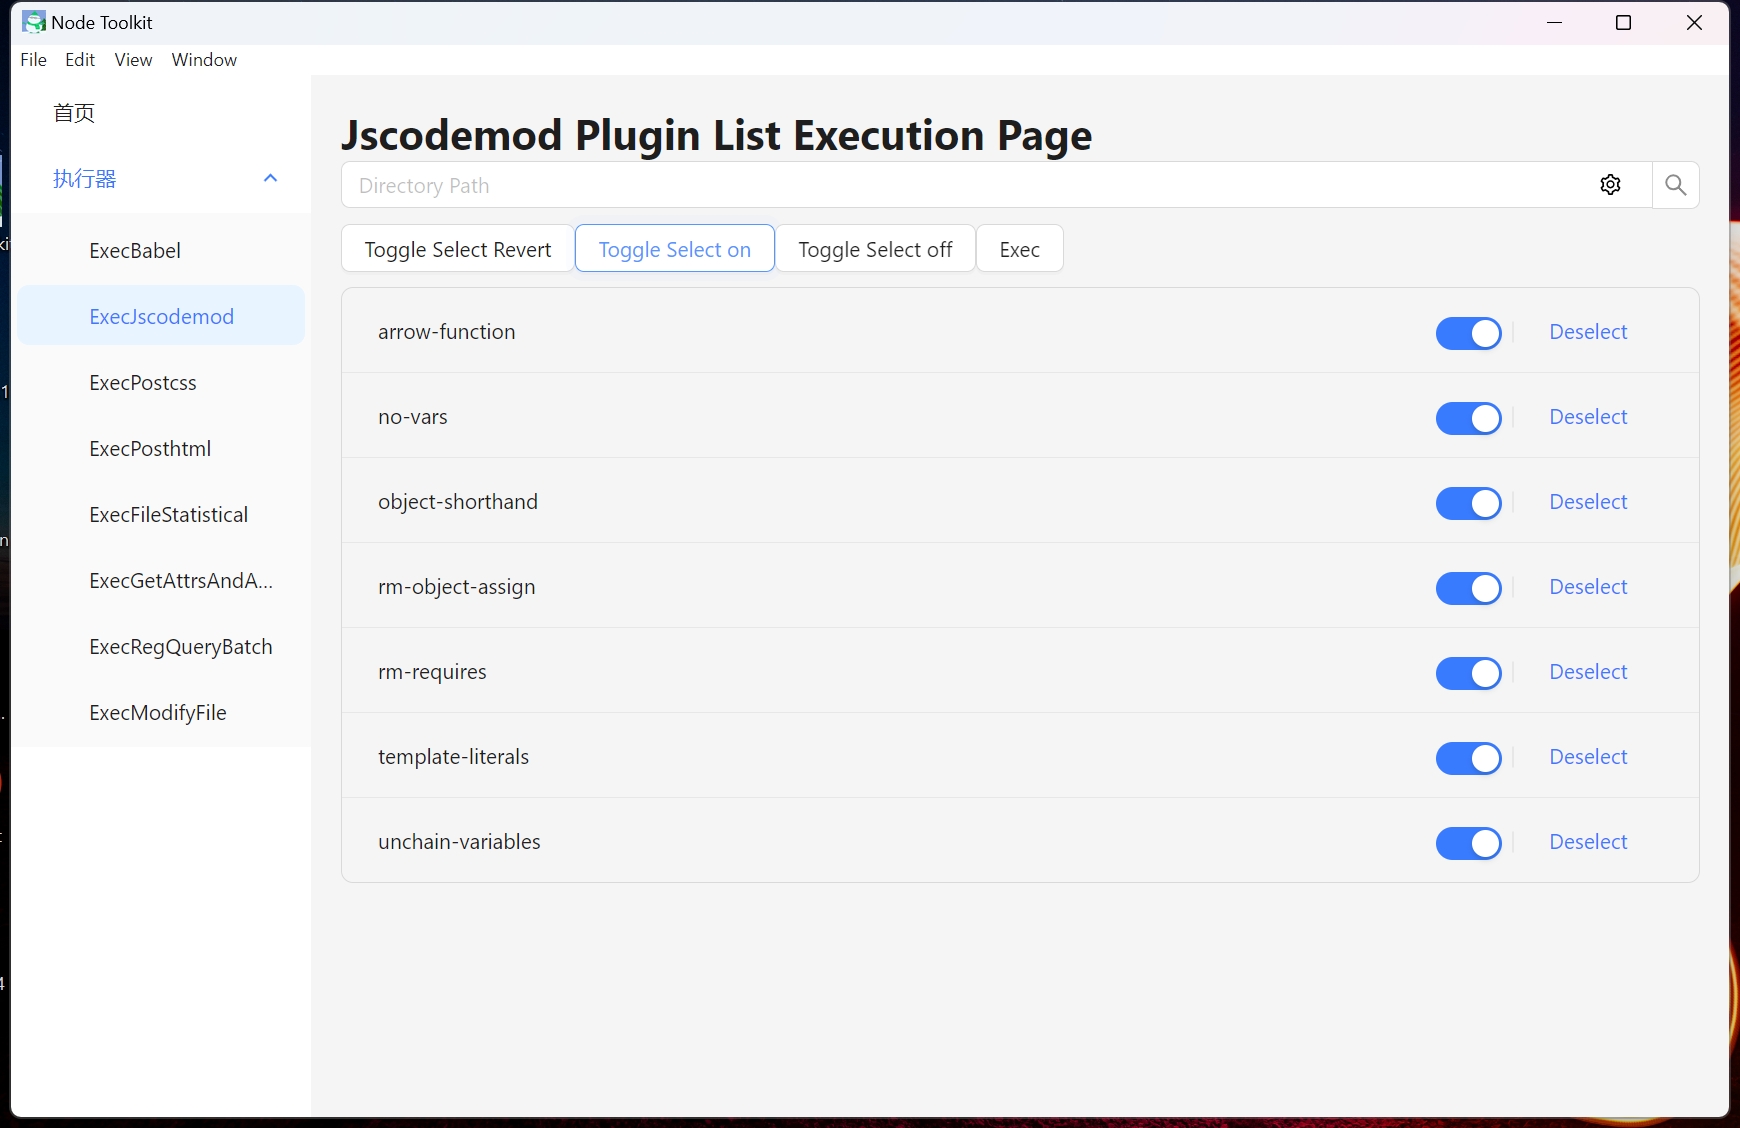 Node Toolkit
File Edit View Window
首页
执行器
ExecBabel
ExecJscodemod
ExecPostcss
ExecPosthtml
ExecFileStatistical
ExecGetAttrsAndA...
ExecRegQueryBatch
ExecModifyFile
Jscodemod Plugin List Execution Page
Directory Path
Toggle Select Revert Toggle Select on Toggle Select off Exec
arrow-function Deselect
no-vars Deselect
object-shorthand Deselect
rm-object-assign Deselect
rm-requires Deselect
template-literals Deselect
unchain-variables Deselect